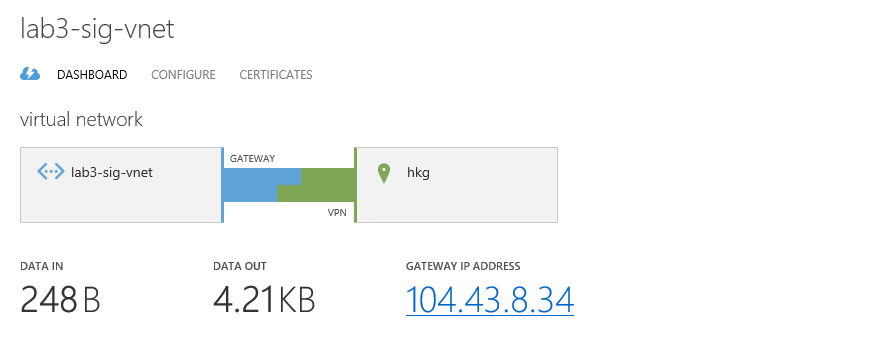 lab3-sig-vnet
DASHBOARD CONFIGURE CERTIFICATES
virtual network
lab3-sig-vnet
GATEWAY
VPN
hkg
DATA IN
248 B
DATA OUT
4.21 KB
GATEWAY IP ADDRESS
104.43.8.34